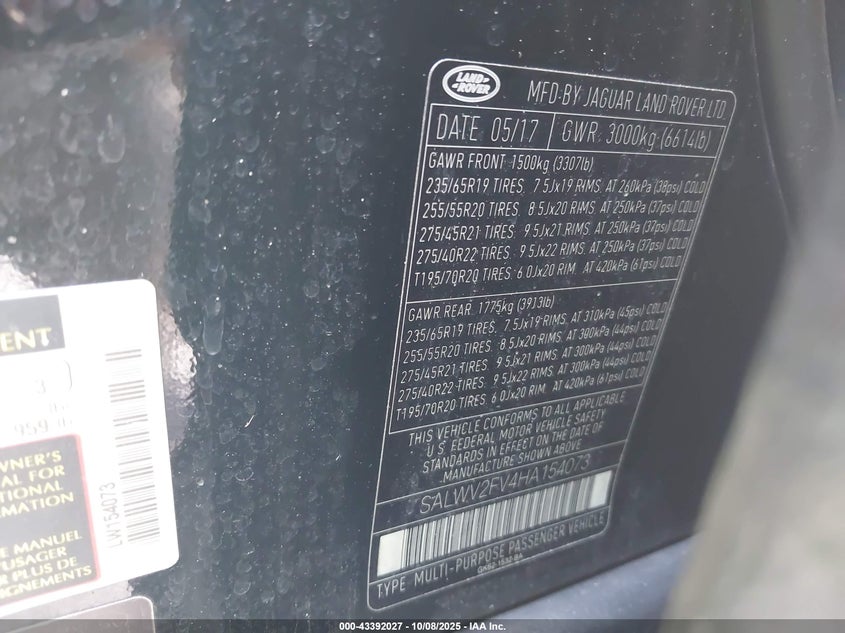 LAND-
ROVER
MFD-BY JAGUAR LAND ROVER LTD.
DATE 05/17 GWR: 3000kg (6614lb)
GAWR FRONT: 1500kg (3307lb)
235/65R19 TIRES: 7.5Jx19 RIMS: AT 260kPa (38psi) COLD
255/55R20 TIRES: 8.5Jx20 RIMS: AT 250kPa (37psi) COLD
275/45R21 TIRES: 9.5Jx21 RIMS: AT 250kPa (37psi) COLD
275/40R22 TIRES: 9.5Jx22 RIMS: AT 250kPa (37psi) COLD
T195/70R20 TIRES: 6.0Jx20 RIM: AT 420kPa (61psi) COLD
GAWR REAR: 1775kg (3913lb)
235/65R19 TIRES: 7.5Jx19 RIMS: AT 310kPa (45psi) COLD
255/55R20 TIRES: 8.5Jx20 RIMS: AT 300kPa (44psi) COLD
275/45R21 TIRES: 9.5Jx21 RIMS: AT 300kPa (44psi) COLD
275/40R22 TIRES: 9.5Jx22 RIMS: AT 300kPa (44psi) COLD
T195/70R20 TIRES: 6.0Jx20 RIM: AT 420kPa (61psi) COLD
THIS VEHICLE CONFORMS TO ALL APPLICABLE
U.S. FEDERAL MOTOR VEHICLE SAFETY
STANDARDS IN EFFECT ON THE DATE OF
MANUFACTURE SHOWN ABOVE
SALWV2FV4HA154073
TYPE: MULTI-PURPOSE PASSENGER VEHICLE
ENT
3
959 lb
WNER'S
AL FOR
TIONAL
RMATION
E MANUEL
'USAGER
R PLUS DE
IGNEMENTS
LW154073
000-43392027 - 10/08/2025 - IAA Inc.